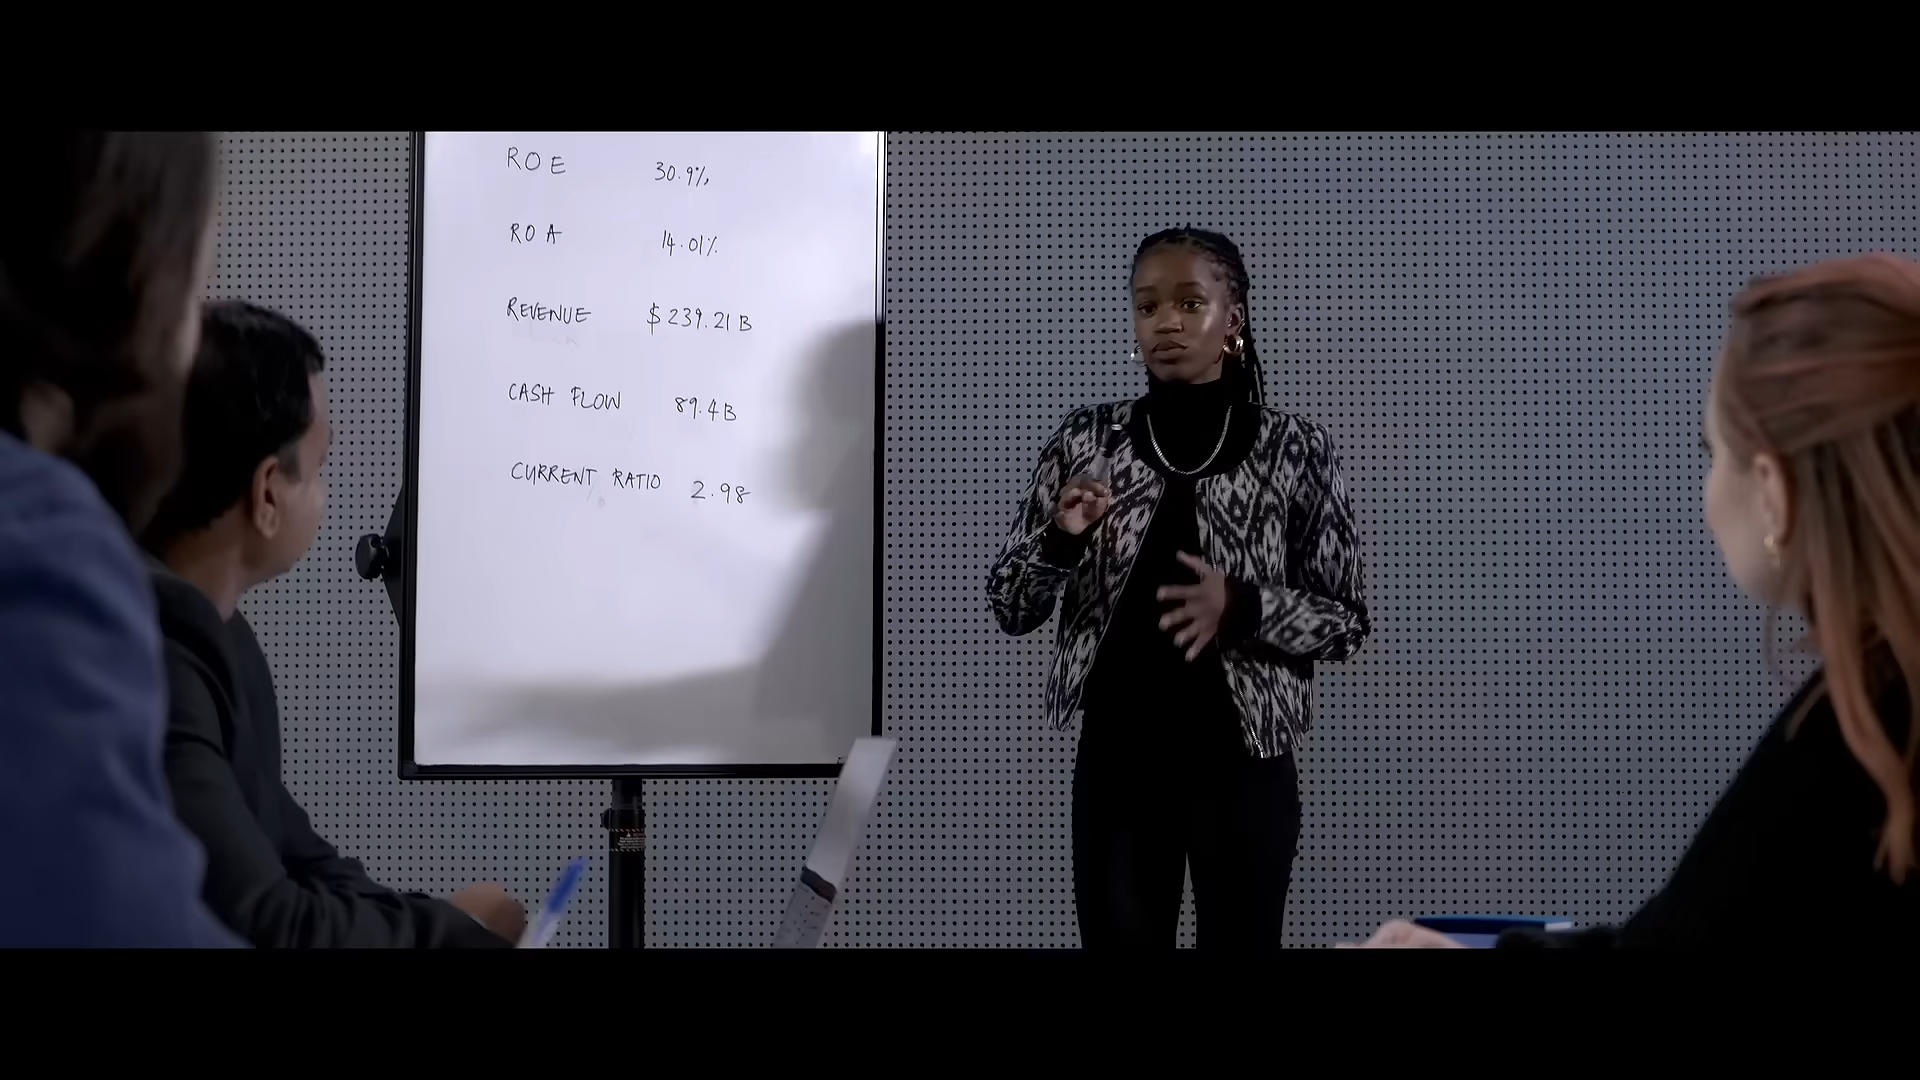 ROE 30.9%
ROA 14.01%
REVENUE $239.21B
CASH FLOW 89.4B
CURRENT RATIO 2.98